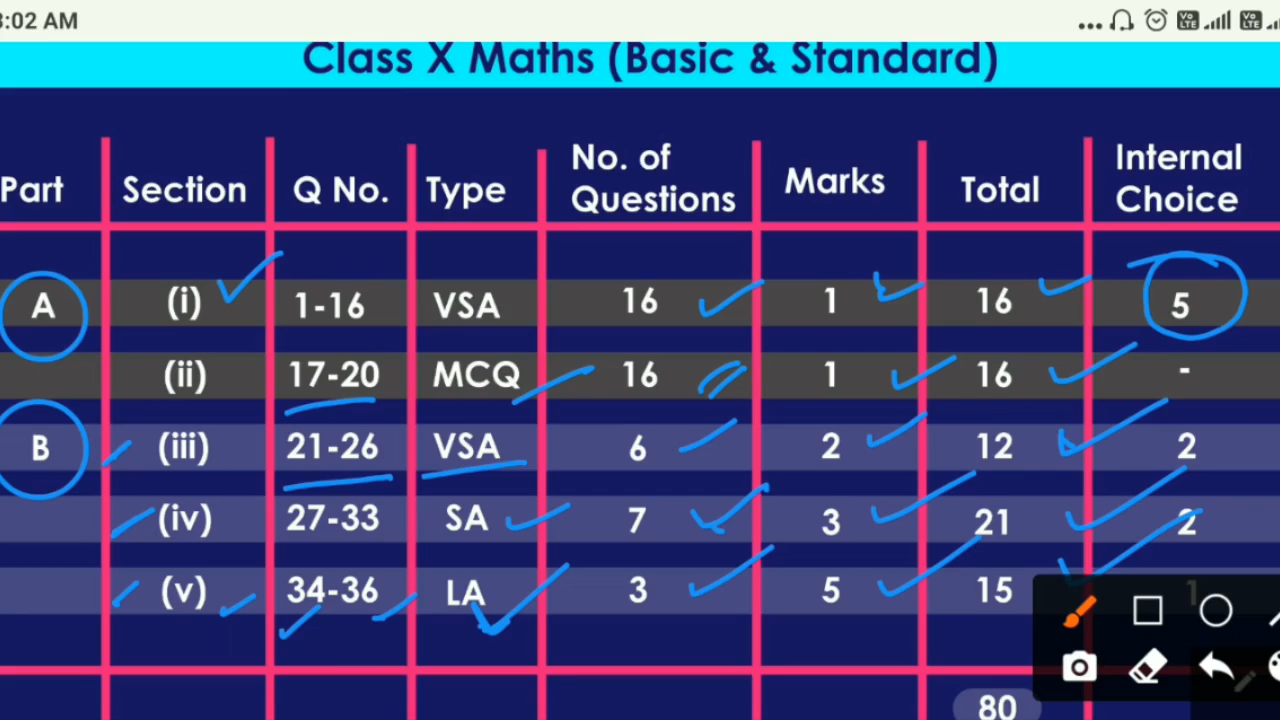 3:02 AM
Class X Maths (Basic & Standard)
Part Section Q No. Type No. of Questions Marks Total Internal Choice
A (i) 1-16 VSA 16 1 16 5
(ii) 17-20 MCQ 16 1 16 -
B (iii) 21-26 VSA 6 2 12 2
(iv) 27-33 SA 7 3 21 2
(v) 34-36 LA 3 5 15 1
80